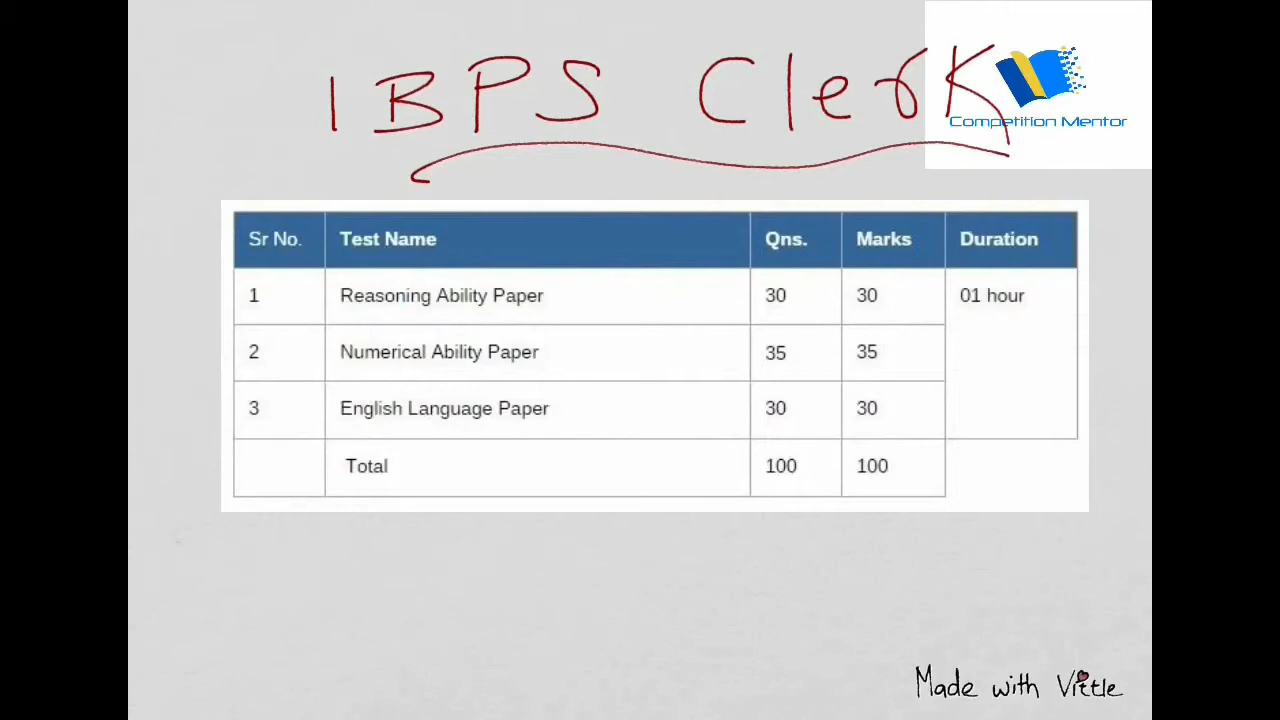 IBPS Clerk
Competition Mentor
Sr No. Test Name Qns. Marks Duration
1 Reasoning Ability Paper 30 30 01 hour
2 Numerical Ability Paper 35 35
3 English Language Paper 30 30
Total 100 100
Made with Vittle